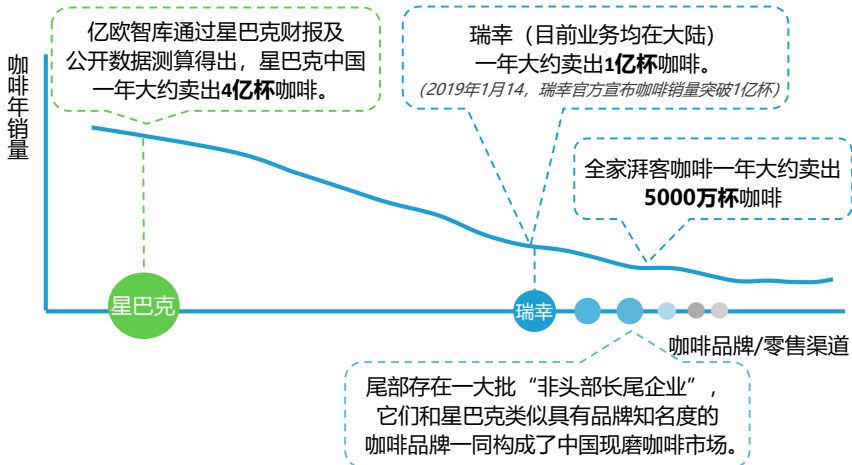 亿欧智库通过星巴克财报及
公开数据测算得出，星巴克中国
一年大约卖出4亿杯咖啡。
瑞幸（目前业务均在大陆）
一年大约卖出1亿杯咖啡。
(2019年1月14，瑞幸官方宣布咖啡销量突破1亿杯)
咖啡年销量
全家湃客咖啡一年大约卖出
5000万杯咖啡
星巴克
瑞幸
咖啡品牌/零售渠道
尾部存在一大批“非头部长尾企业”，
它们和星巴克类似具有品牌知名度的
咖啡品牌一同构成了中国现磨咖啡市场。